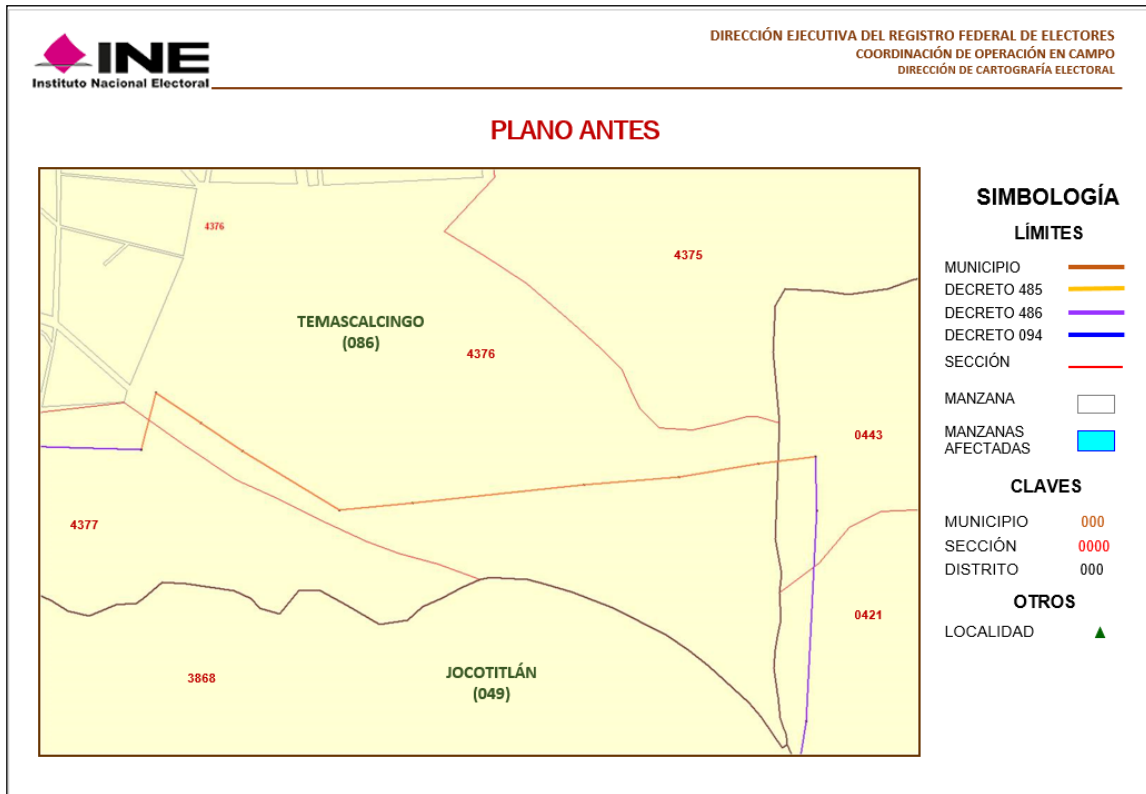 INE
Instituto Nacional Electoral
DIRECCIÓN EJECUTIVA DEL REGISTRO FEDERAL DE ELECTORES
COORDINACIÓN DE OPERACIÓN EN CAMPO
DIRECCIÓN DE CARTOGRAFÍA ELECTORAL
PLANO ANTES
4376
4375
TEMASCALCINGO
(086)
4376
0443
4377
0421
3868
JOCOTITLÁN
(049)
SIMBOLOGÍA
LÍMITES
MUNICIPIO
DECRETO 485
DECRETO 486
DECRETO 094
SECCIÓN
MANZANA
MANZANAS
AFECTADAS
CLAVES
MUNICIPIO 000
SECCIÓN 0000
DISTRITO 000
OTROS
LOCALIDAD